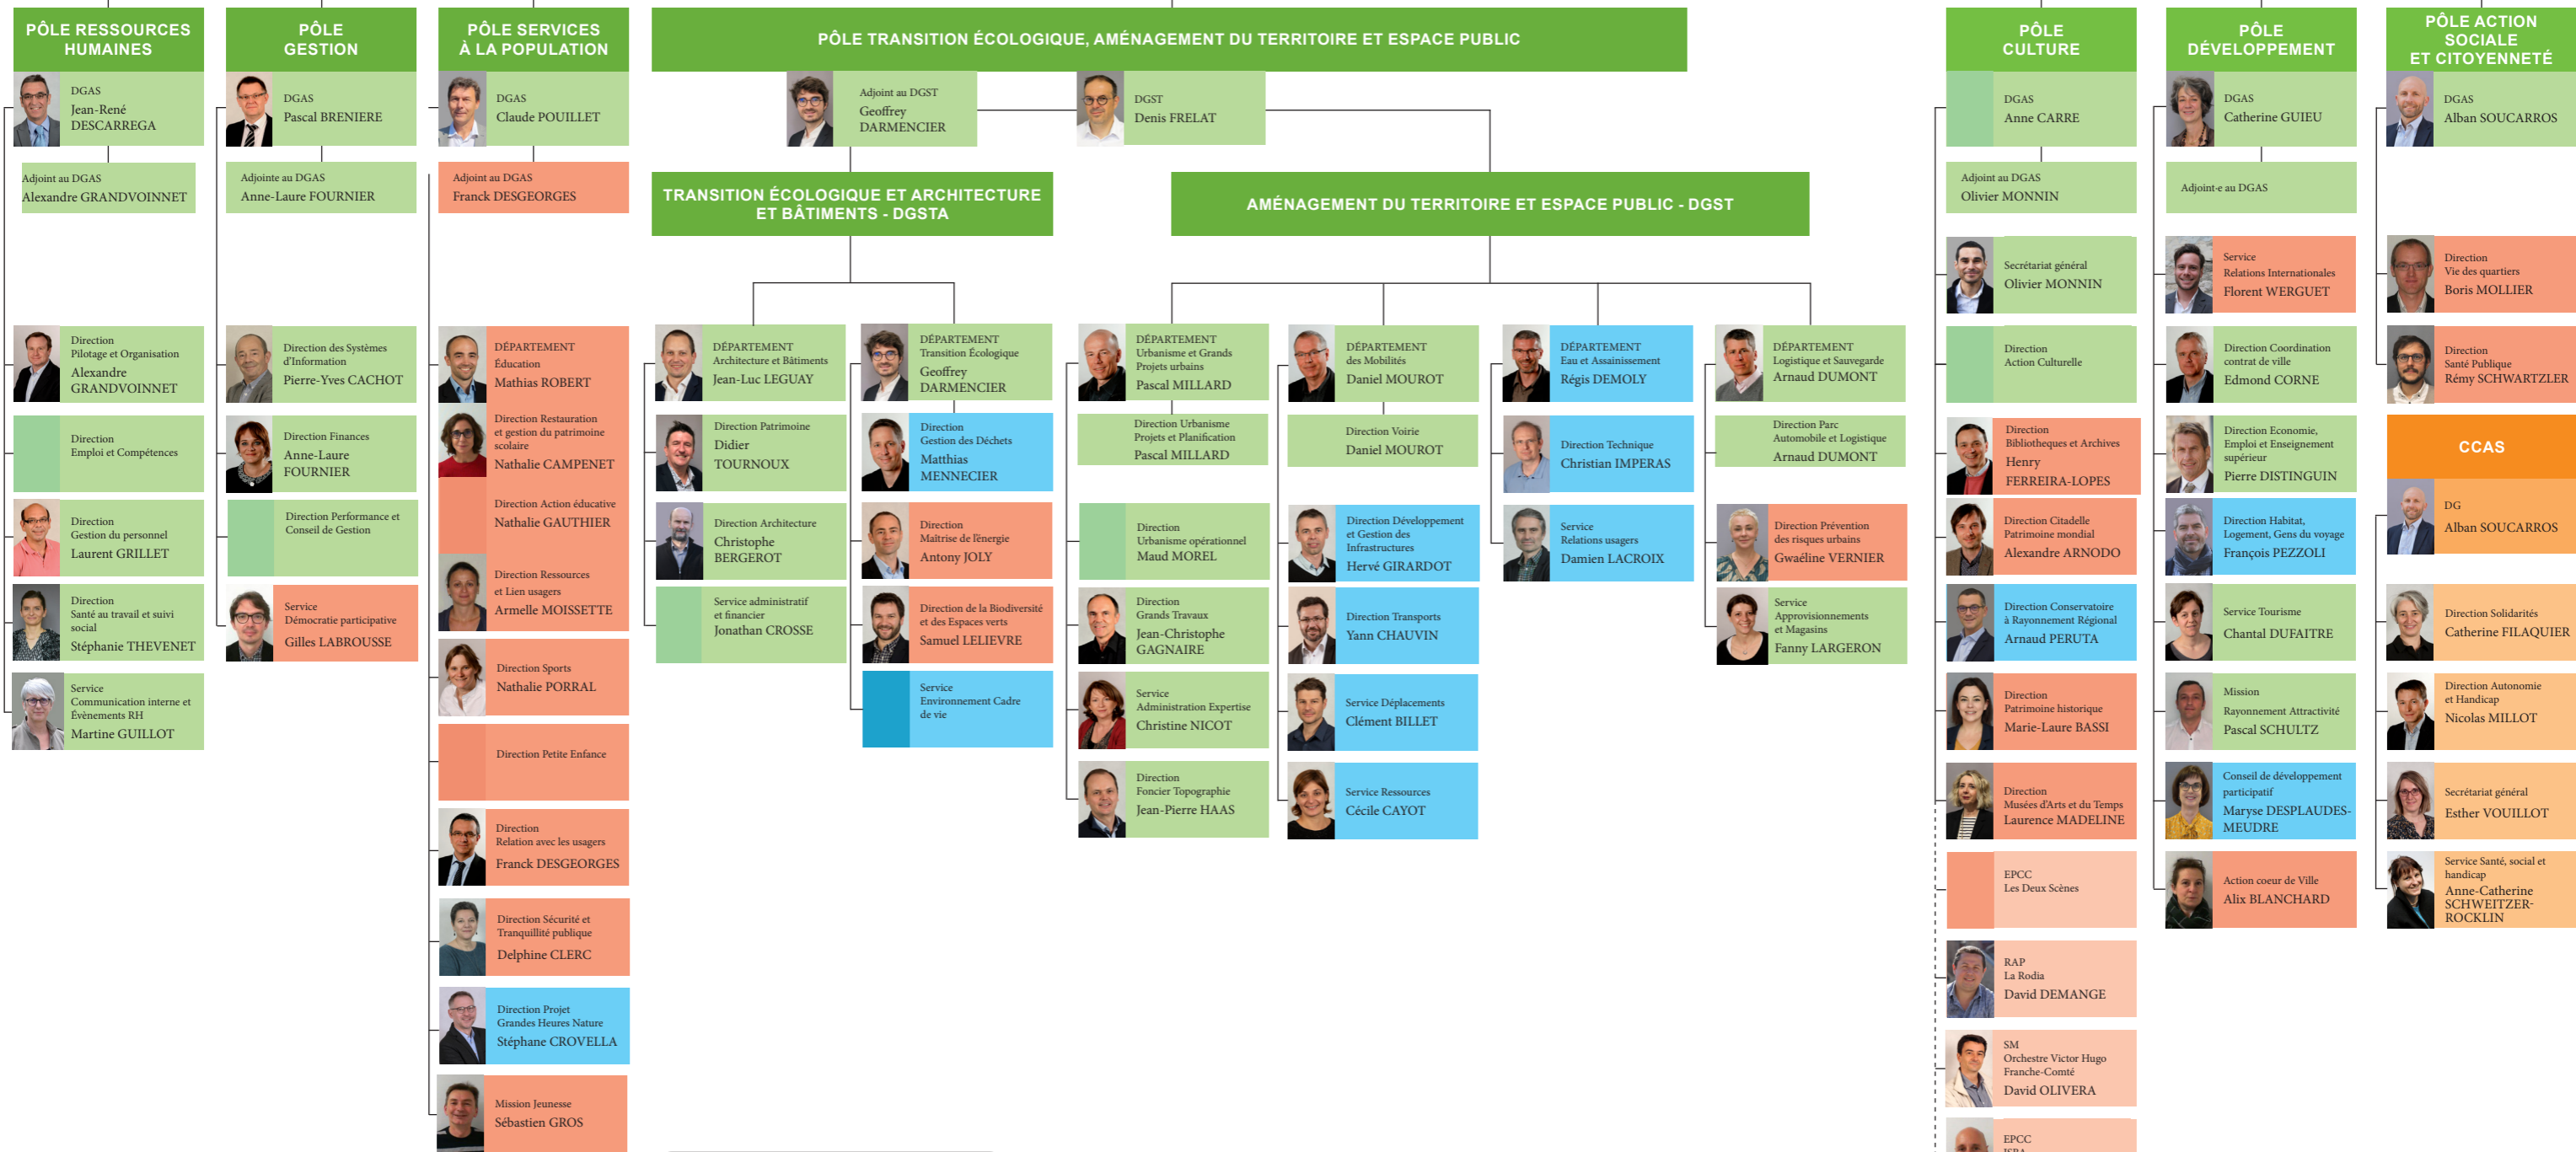 PÔLE RESSOURCES
HUMAINES
DGAS
Jean-René
DESCARREGA
Adjoint au DGAS
Alexandre GRANDVOINNET
Direction
Pilotage et Organisation
Alexandre
GRANDVOINNET
Direction
Emploi et Compétences
Direction
Gestion du personnel
Laurent GRILLET
Direction
Santé au travail et suivi
social
Stéphanie THEVENET
Service
Communication interne et
Évènements RH
Martine GUILLOT
PÔLE
GESTION
DGAS
Pascal BRENIERE
Adjointe au DGAS
Anne-Laure FOURNIER
Direction des Systèmes
d'Information
Pierre-Yves CACHOT
Direction Finances
Anne-Laure
FOURNIER
Direction Performance et
Conseil de Gestion
Service
Démocratie participative
Gilles LABROUSSE
PÔLE SERVICES
À LA POPULATION
DGAS
Claude POUILLET
Adjoint au DGAS
Franck DESGEORGES
DÉPARTEMENT
Éducation
Mathias ROBERT
Direction Restauration
et gestion du patrimoine
scolaire
Nathalie CAMPENET
Direction Action éducative
Nathalie GAUTHIER
Direction Ressources
et Lien usagers
Armelle MOISSETTE
Direction Sports
Nathalie PORRAL
Direction Petite Enfance
Direction
Relation avec les usagers
Franck DESGEORGES
Direction Sécurité et
Tranquillité publique
Delphine CLERC
Direction Projet
Grandes Heures Nature
Stéphane CROVELLA
Mission Jeunesse
Sébastien GROS
PÔLE TRANSITION ÉCOLOGIQUE, AMÉNAGEMENT DU TERRITOIRE ET ESPACE PUBLIC
Adjoint au DGST
Geoffrey
DARMENCIER
DGST
Denis FRELAT
TRANSITION ÉCOLOGIQUE ET ARCHITECTURE
ET BÂTIMENTS - DGSTA
DÉPARTEMENT
Architecture et Bâtiments
Jean-Luc LEGUAY
Direction Patrimoine
Didier
TOURNOUX
Direction Architecture
Christophe
BERGEROT
Service administratif
et financier
Jonathan CROSSE
DÉPARTEMENT
Transition Écologique
Geoffrey
DARMENCIER
Direction
Gestion des Déchets
Matthias
MENNECIER
Direction
Maîtrise de l'énergie
Antony JOLY
Direction de la Biodiversité
et des Espaces verts
Samuel LELIEVRE
Service
Environnement Cadre
de vie
AMÉNAGEMENT DU TERRITOIRE ET ESPACE PUBLIC - DGST
DÉPARTEMENT
Urbanisme et Grands
Projets urbains
Pascal MILLARD
Direction Urbanisme
Projets et Planification
Pascal MILLARD
Direction
Urbanisme opérationnel
Maud MOREL
Direction
Grands Travaux
Jean-Christophe
GAGNAIRE
Service
Administration Expertise
Christine NICOT
Direction
Foncier Topographie
Jean-Pierre HAAS
DÉPARTEMENT
des Mobilités
Daniel MOUROT
Direction Voirie
Daniel MOUROT
Direction Développement
et Gestion des
Infrastructures
Hervé GIRARDOT
Direction Transports
Yann CHAUVIN
Service Déplacements
Clément BILLET
Service Ressources
Cécile CAYOT
DÉPARTEMENT
Eau et Assainissement
Régis DEMOLY
Direction Technique
Christian IMPERAS
Service
Relations usagers
Damien LACROIX
DÉPARTEMENT
Logistique et Sauvegarde
Arnaud DUMONT
Direction Parc
Automobile et Logistique
Arnaud DUMONT
Direction Prévention
des risques urbains
Gwaéline VERNIER
Service
Approvisionnements
et Magasins
Fanny LARGERON
PÔLE
CULTURE
DGAS
Anne CARRE
Adjoint au DGAS
Olivier MONNIN
Secrétariat général
Olivier MONNIN
Direction
Action Culturelle
Direction
Bibliotheques et Archives
Henry
FERREIRA-LOPES
Direction Citadelle
Patrimoine mondial
Alexandre ARNODO
Direction Conservatoire
à Rayonnement Régional
Arnaud PERUTA
Direction
Patrimoine historique
Marie-Laure BASSI
Direction
Musées d'Arts et du Temps
Laurence MADELINE
EPCC
Les Deux Scènes
RAP
La Rodia
David DEMANGE
SM
Orchestre Victor Hugo
Franche-Comté
David OLIVERA
EPCC
PÔLE
DÉVELOPPEMENT
DGAS
Catherine GUIEU
Adjoint·e au DGAS
Service
Relations Internationales
Florent WERGUET
Direction Coordination
contrat de ville
Edmond CORNE
Direction Economie,
Emploi et Enseignement
supérieur
Pierre DISTINGUIN
Direction Habitat,
Logement, Gens du voyage
François PEZZOLI
Service Tourisme
Chantal DUFAITRE
Mission
Rayonnement Attractivité
Pascal SCHULTZ
Conseil de développement
participatif
Maryse DESPLAUDES-
MEUDRE
Action coeur de Ville
Alix BLANCHARD
PÔLE ACTION
SOCIALE
ET CITOYENNETÉ
DGAS
Alban SOUCARROS
Direction
Vie des quartiers
Boris MOLLIER
Direction
Santé Publique
Rémy SCHWARTZLER
CCAS
DG
Alban SOUCARROS
Direction Solidarités
Catherine FILAQUIER
Direction Autonomie
et Handicap
Nicolas MILLOT
Secrétariat général
Esther VOUILLOT
Service Santé, social et
handicap
Anne-Catherine
SCHWEITZER-
ROCKLIN